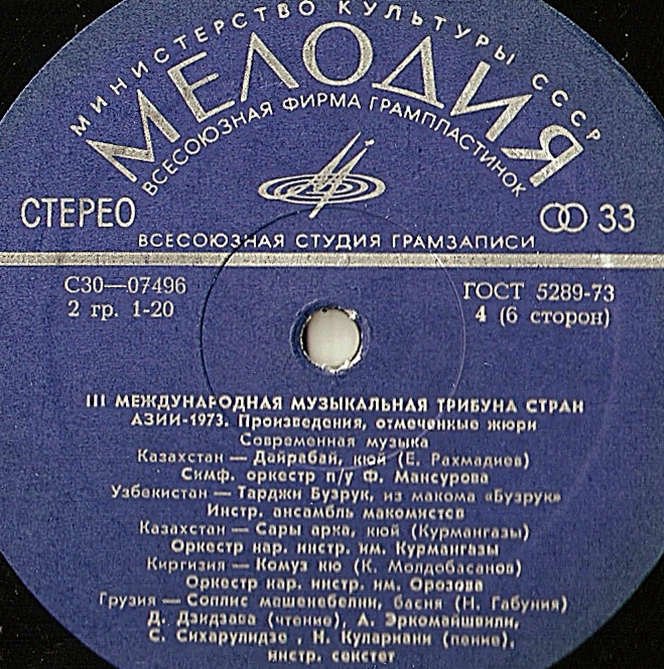 МИНИСТЕРСТВО КУЛЬТУРЫ СССР
МЕЛОДИЯ
ВСЕСОЮЗНАЯ ФИРМА ГРАМПЛАСТИНОК
СТЕРЕО
33
ВСЕСОЮЗНАЯ СТУДИЯ ГРАМЗАПИСИ
С30—07496
ГОСТ 5289-73
2 гр. 1-20
4 (6 сторон)
III МЕЖДУНАРОДНАЯ МУЗЫКАЛЬНАЯ ТРИБУНА СТРАН
АЗИИ-1973. Произведения, отмеченные жюри
Современная музыка
Казахстан — Дайрабай, кюй (Е. Рахмадиев)
Симф. оркестр п/у Ф. Мансурова
Узбекистан — Тарджи Бузрук, из макома «Бузрук»
Инстр. ансамбль макомистов
Казахстан — Сары арка, кюй (Курмангазы)
Оркестр нар. инстр. им. Курмангазы
Киргизия — Комуз кю (К. Молдобасанов)
Оркестр нар. инстр. им. Орозова
Грузия — Соплис машенебелни, басня (Н. Габуния)
Д. Дзидзава (чтение), А. Эркомайшвили,
С. Сихарулидзе , Н. Кулариани (пение),
инстр. секстет